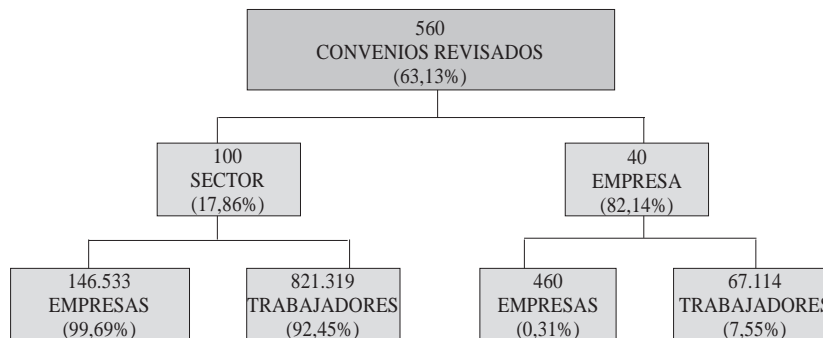 560
CONVENIOS REVISADOS
(63,13%)
100
SECTOR
(17,86%)
40
EMPRESA
(82,14%)
146.533
EMPRESAS
(99,69%)
821.319
TRABAJADORES
(92,45%)
460
EMPRESAS
(0,31%)
67.114
TRABAJADORES
(7,55%)